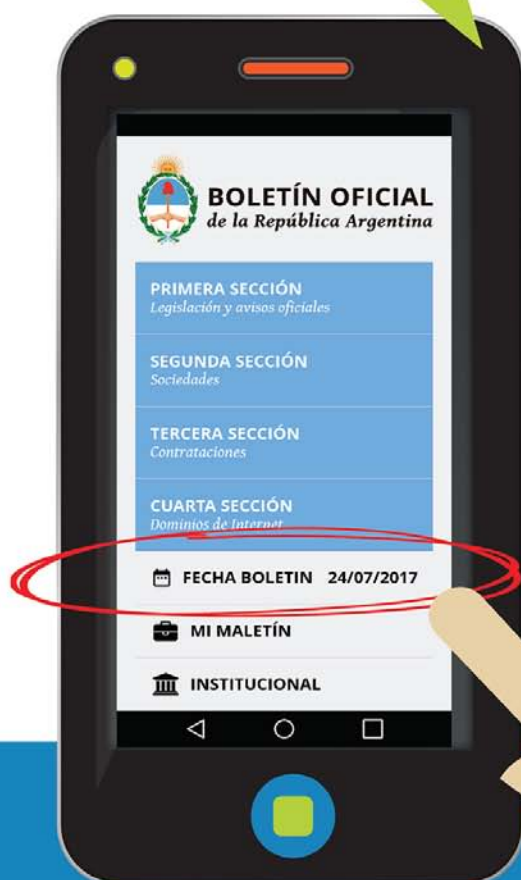 BOLETÍN OFICIAL
de la República Argentina
PRIMERA SECCIÓN
Legislación y avisos oficiales
SEGUNDA SECCIÓN
Sociedades
TERCERA SECCIÓN
Contrataciones
CUARTA SECCIÓN
Dominios de Internet
FECHA BOLETIN 24/07/2017
MI MALETÍN
INSTITUCIONAL